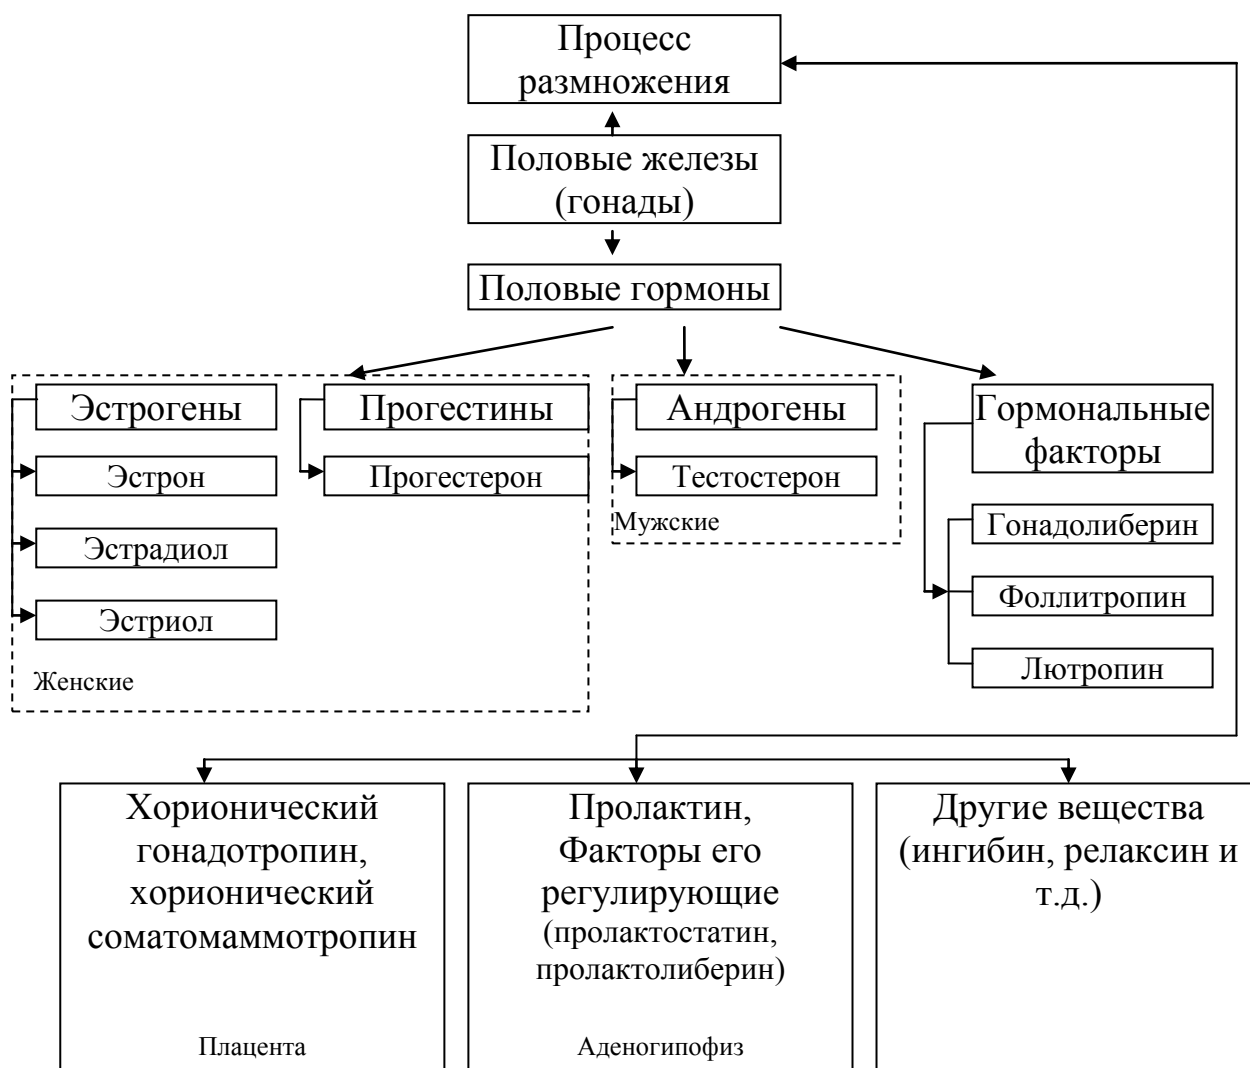 Процесс
размножения
Половые железы
(гонады)
Половые гормоны
Эстрогены
Прогестины
Андрогены
Гормональные
факторы
Эстрон
Прогестерон
Тестостерон
Мужские
Гонадолиберин
Эстрадиол
Фоллитропин
Эстриол
Лютропин
Женские
Хорионический
гонадотропин,
хорионический
соматомаммотропин
Плацента
Пролактин,
Факторы его
регулирующие
(пролактостатин,
пролактолиберин)
Аденогипофиз
Другие вещества
(ингибин, релаксин и
т.д.)